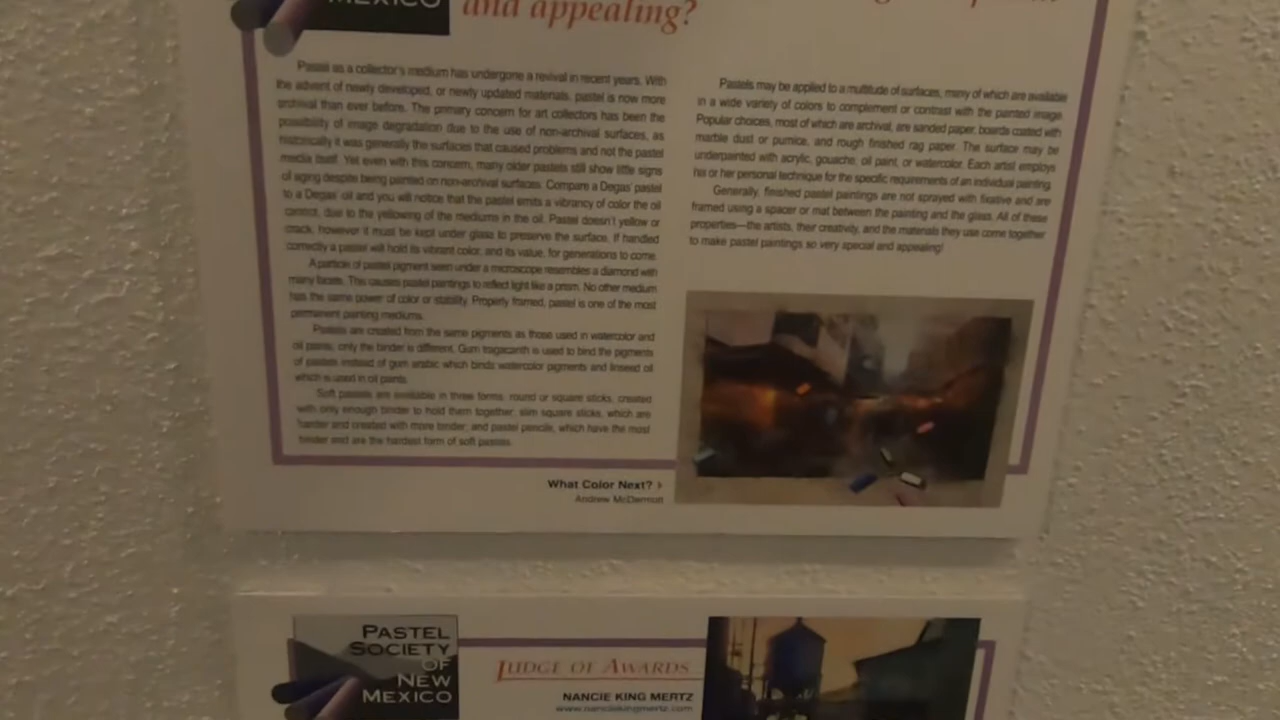 MEXICO
and appealing?
Pastel as a collector's medium has undergone a revival in recent years. With
the advent of newly developed, or newly updated materials, pastel is now more
archival than ever before. The primary concern for art collectors has been the
possibility of image degradation due to the use of non-archival surfaces, as
historically it was generally the surfaces that caused problems and not the pastel
media itself. Yet even with this concern, many older pastels still show little signs
of aging despite being painted on non-archival surfaces. Compare a Degas' pastel
to a Degas' oil and you will notice that the pastel emits a vibrancy of color the oil
cannot, due to the yellowing of the mediums in the oil. Pastel doesn't yellow or
crack, however it must be kept under glass to preserve the surface. If handled
correctly a pastel will hold its vibrant color, and its value, for generations to come.
A particle of pastel pigment seen under a microscope resembles a diamond with
many facets. This causes pastel paintings to reflect light like a prism. No other medium
has the same power of color or stability. Properly framed, pastel is one of the most
permanent painting mediums.
Pastels are created from the same pigments as those used in watercolor and
oil paints; only the binder is different. Gum tragacanth is used to bind the pigments
of pastels instead of gum arabic which binds watercolor pigments and linseed oil
which is used in oil paints.
Soft pastels are available in three forms: round or square sticks, created
with only enough binder to hold them together; slim square sticks, which are
harder and created with more binder; and pastel pencils, which have the most
binder and are the hardest form of soft pastels.
Pastels may be applied to a multitude of surfaces, many of which are available
in a wide variety of colors to complement or contrast with the painted image.
Popular choices, most of which are archival, are sanded paper, boards coated with
marble dust or pumice, and rough finished rag paper. The surface may be
underpainted with acrylic, gouache, oil paint, or watercolor. Each artist employs
his or her personal technique for the specific requirements of an individual painting.
Generally, finished pastel paintings are not sprayed with fixative and are
framed using a spacer or mat between the painting and the glass. All of these
properties—the artists, their creativity, and the materials they use come together
to make pastel paintings so very special and appealing!
What Color Next? ›
Andrew McDermott
PASTEL
SOCIETY
OF
NEW
MEXICO
JUDGE OF AWARDS
NANCIE KING MERTZ
www.nanciekingmertz.com